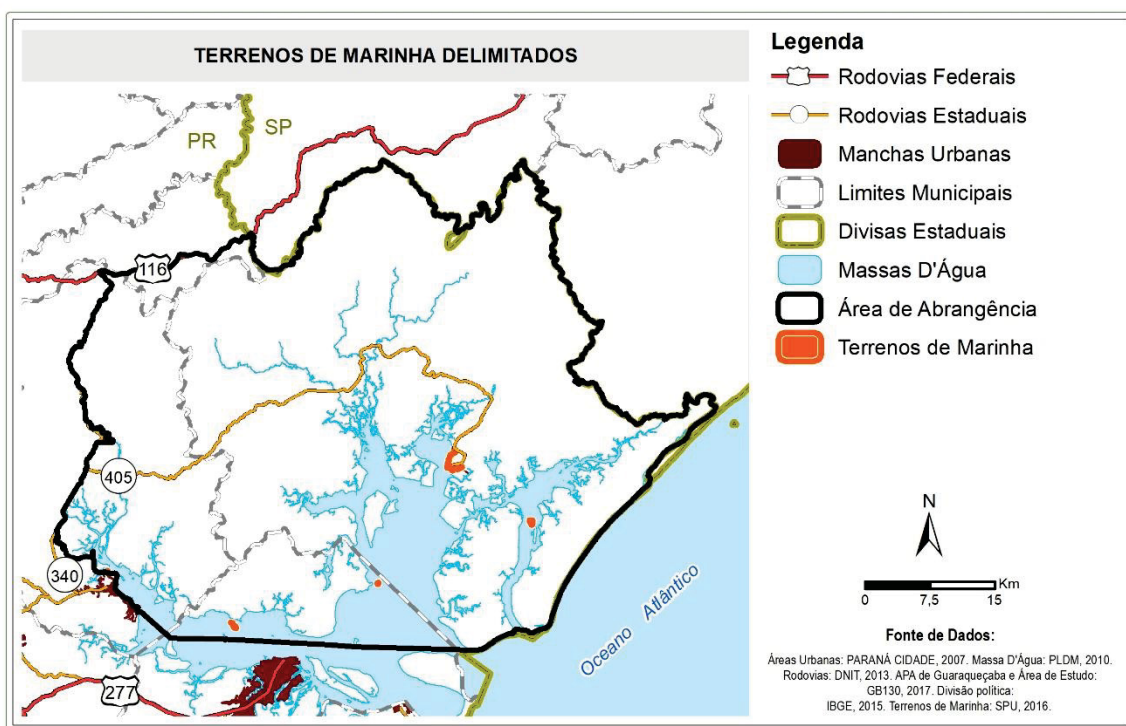 TERRENOS DE MARINHA DELIMITADOS
PR
SP
116
405
340
277
Oceano Atlântico
Legenda
Rodovias Federais
Rodovias Estaduais
Manchas Urbanas
Limites Municipais
Divisas Estaduais
Massas D'Água
Área de Abrangência
Terrenos de Marinha
N
Km
0 7,5 15
Fonte de Dados:
Áreas Urbanas: PARANÁ CIDADE, 2007. Massa D'Água: PLDM, 2010.
Rodovias: DNIT, 2013. APA de Guaraqueçaba e Área de Estudo:
GB130, 2017. Divisão política:
IBGE, 2015. Terrenos de Marinha: SPU, 2016.